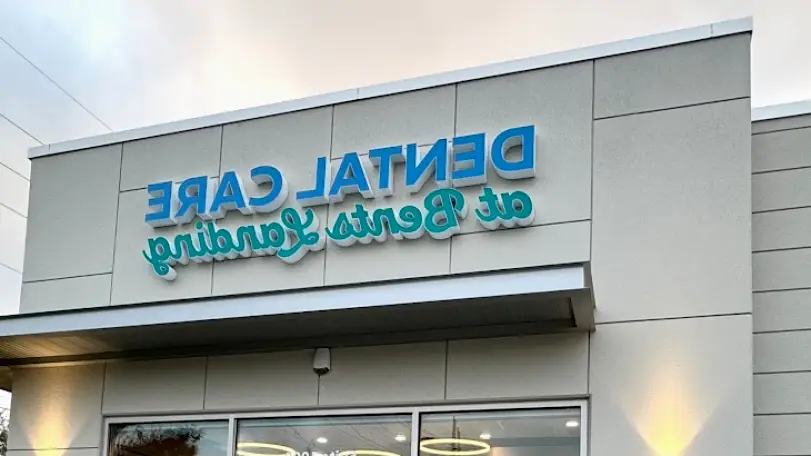 DENTAL CARE
at Bents Landing